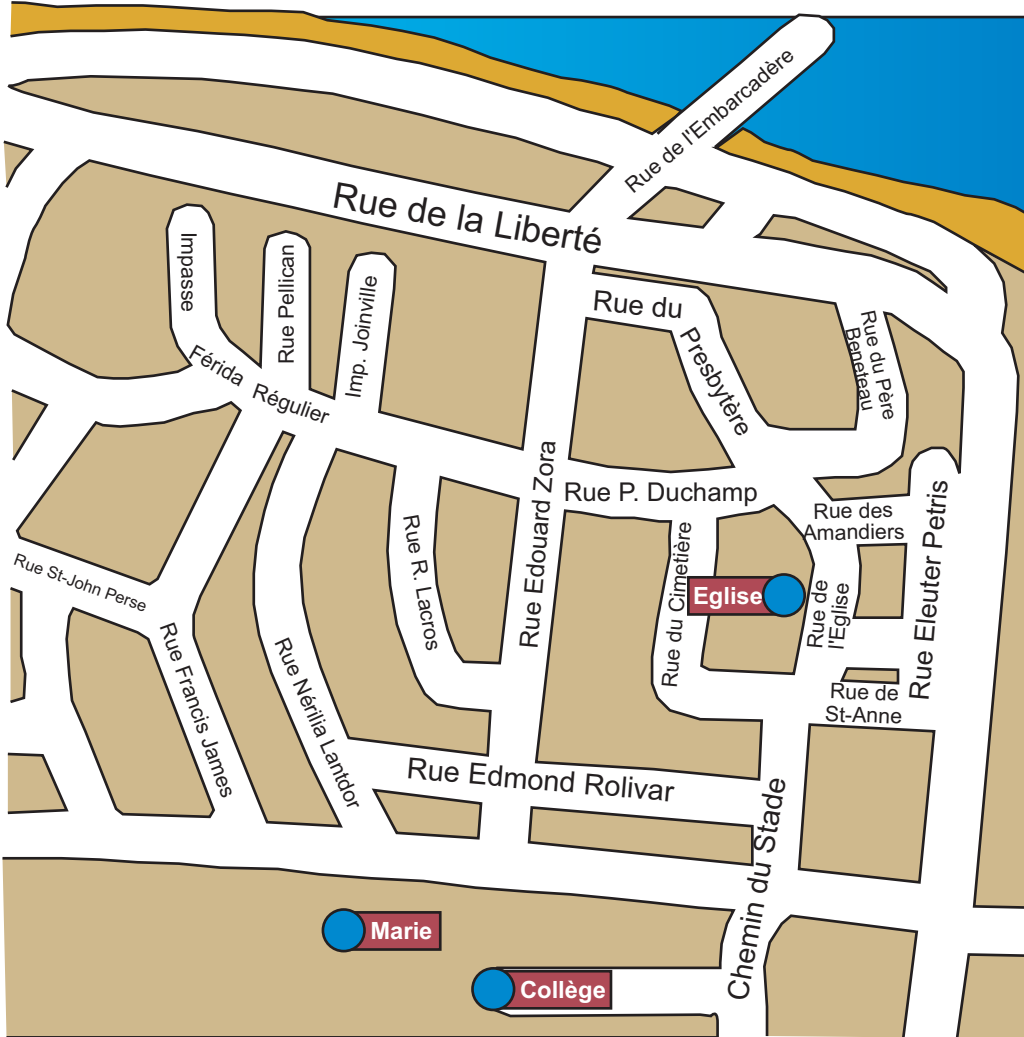 Rue de l'Embarcadère
Rue de la Liberté
Impasse
Rue Pellican
Imp. Joinville
Rue du
Presbytère
Rue du Père
Beneteau
Férida Régulier
Rue P. Duchamp
Rue des
Amandiers
Rue Edouard Zora
Rue R. Lacros
Rue du Cimetière
Eglise
Rue de
l'Eglise
Rue Eleuter Petris
Rue St-John Perse
Rue Francis James
Rue Nérilia Lantdor
Rue de
St-Anne
Rue Edmond Rolivar
Chemin du Stade
Marie
Collège